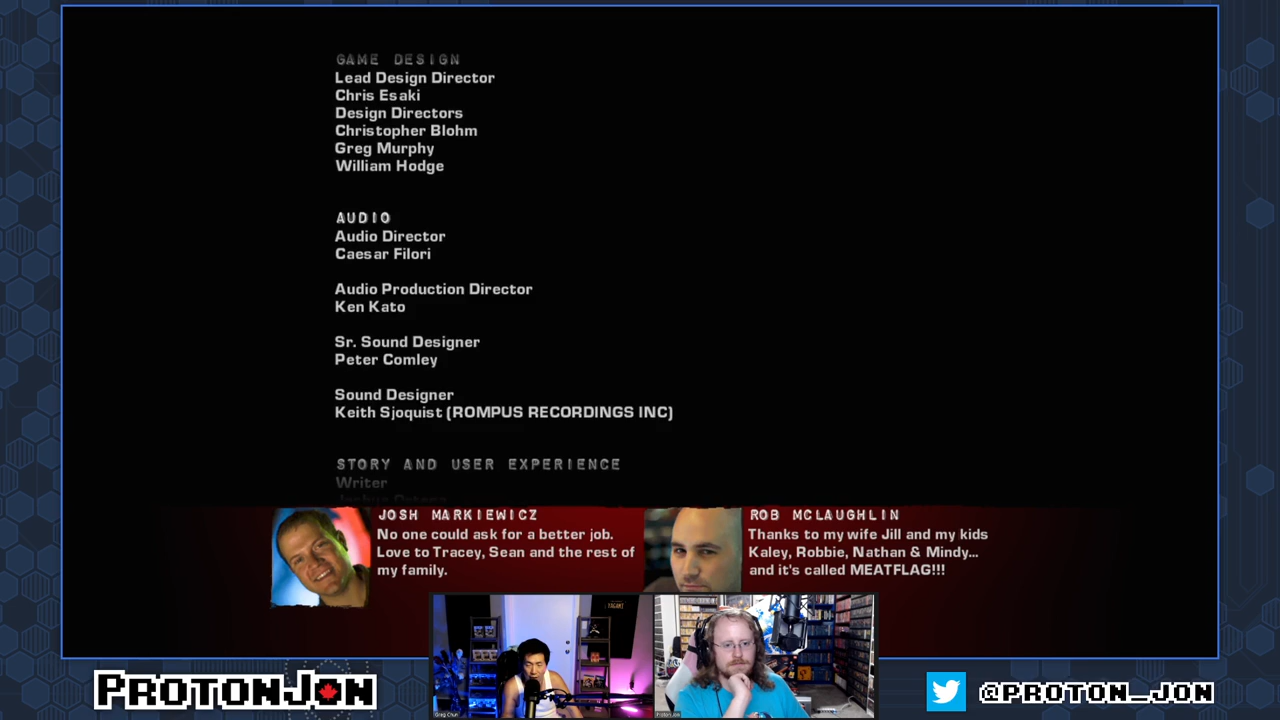 GAME DESIGN
Lead Design Director
Chris Esaki
Design Directors
Christopher Blohm
Greg Murphy
William Hodge
AUDIO
Audio Director
Caesar Filori
Audio Production Director
Ken Kato
Sr. Sound Designer
Peter Comley
Sound Designer
Keith Sjoquist (ROMPUS RECORDINGS INC)
STORY AND USER EXPERIENCE
Writer
JOSH MARKIEWICZ
No one could ask for a better job.
Love to Tracey, Sean and the rest of
my family.
ROB MCLAUGHLIN
Thanks to my wife Jill and my kids
Kaley, Robbie, Nathan & Mindy...
and it's called MEATFLAG!!!
Greg Chun
Proton Jon
PROTONJON
@PROTON_JON